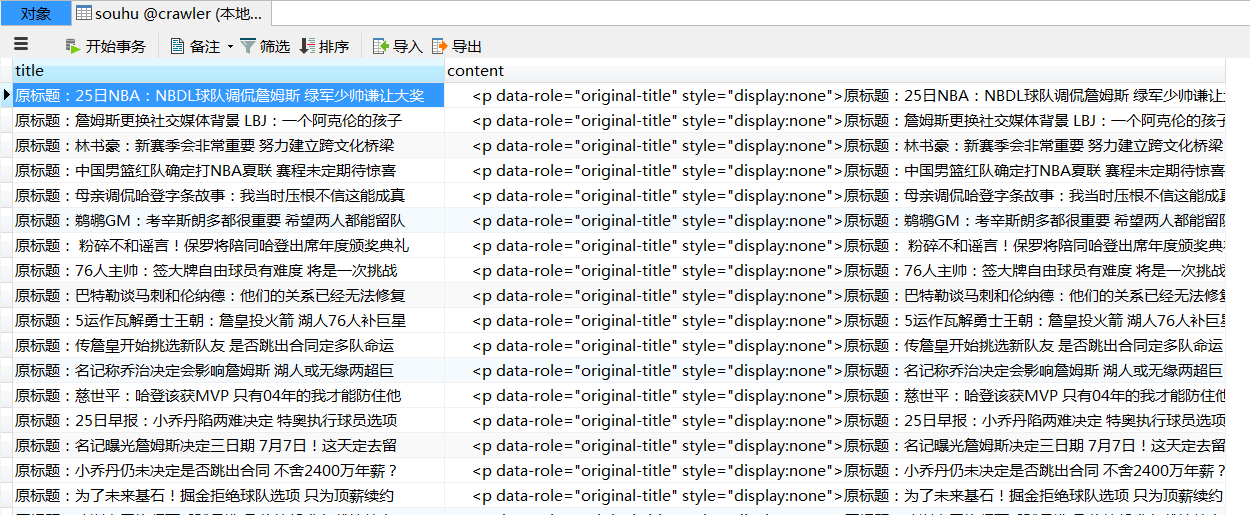 对象 souhu @crawler (本地...
开始事务 备注 筛选 排序 导入 导出
title content
原标题：25日NBA：NBDL球队调侃詹姆斯 绿军少帅谦让大奖 <p data-role="original-title" style="display:none">原标题：25日NBA：NBDL球队调侃詹姆斯 绿军少帅谦让
原标题：詹姆斯更换社交媒体背景 LBJ：一个阿克伦的孩子 <p data-role="original-title" style="display:none">原标题：詹姆斯更换社交媒体背景 LBJ：一个阿克伦的孩子
原标题：林书豪：新赛季会非常重要 努力建立跨文化桥梁 <p data-role="original-title" style="display:none">原标题：林书豪：新赛季会非常重要 努力建立跨文化桥梁
原标题：中国男篮红队确定打NBA夏联 赛程未定期待惊喜 <p data-role="original-title" style="display:none">原标题：中国男篮红队确定打NBA夏联 赛程未定期待惊喜
原标题：母亲调侃哈登字条故事：我当时压根不信这能成真 <p data-role="original-title" style="display:none">原标题：母亲调侃哈登字条故事：我当时压根不信这能成真
原标题：鹈鹕GM：考辛斯朗多都很重要 希望两人都能留队 <p data-role="original-title" style="display:none">原标题：鹈鹕GM：考辛斯朗多都很重要 希望两人都能留队
原标题： 粉碎不和谣言！保罗将陪同哈登出席年度颁奖典礼 <p data-role="original-title" style="display:none">原标题： 粉碎不和谣言！保罗将陪同哈登出席年度颁奖典
原标题：76人主帅：签大牌自由球员有难度 将是一次挑战 <p data-role="original-title" style="display:none">原标题：76人主帅：签大牌自由球员有难度 将是一次挑战
原标题：巴特勒谈马刺和伦纳德：他们的关系已经无法修复 <p data-role="original-title" style="display:none">原标题：巴特勒谈马刺和伦纳德：他们的关系已经无法修复
原标题：5运作瓦解勇士王朝：詹皇投火箭 湖人76人补巨星 <p data-role="original-title" style="display:none">原标题：5运作瓦解勇士王朝：詹皇投火箭 湖人76人补巨星
原标题：传詹皇开始挑选新队友 是否跳出合同定多队命运 <p data-role="original-title" style="display:none">原标题：传詹皇开始挑选新队友 是否跳出合同定多队命运
原标题：名记称乔治决定会影响詹姆斯 湖人或无缘两超巨 <p data-role="original-title" style="display:none">原标题：名记称乔治决定会影响詹姆斯 湖人或无缘两超巨
原标题：慈世平：哈登该获MVP 只有04年的我才能防住他 <p data-role="original-title" style="display:none">原标题：慈世平：哈登该获MVP 只有04年的我才能防住他
原标题：25日早报：小乔丹陷两难决定 特奥执行球员选项 <p data-role="original-title" style="display:none">原标题：25日早报：小乔丹陷两难决定 特奥执行球员选项
原标题：名记曝光詹姆斯决定三日期 7月7日！这天定去留 <p data-role="original-title" style="display:none">原标题：名记曝光詹姆斯决定三日期 7月7日！这天定去留
原标题：小乔丹仍未决定是否跳出合同 不舍2400万年薪？ <p data-role="original-title" style="display:none">原标题：小乔丹仍未决定是否跳出合同 不舍2400万年薪？
原标题：为了未来基石！掘金拒绝球队选项 只为顶薪续约 <p data-role="original-title" style="display:none">原标题：为了未来基石！掘金拒绝球队选项 只为顶薪续约